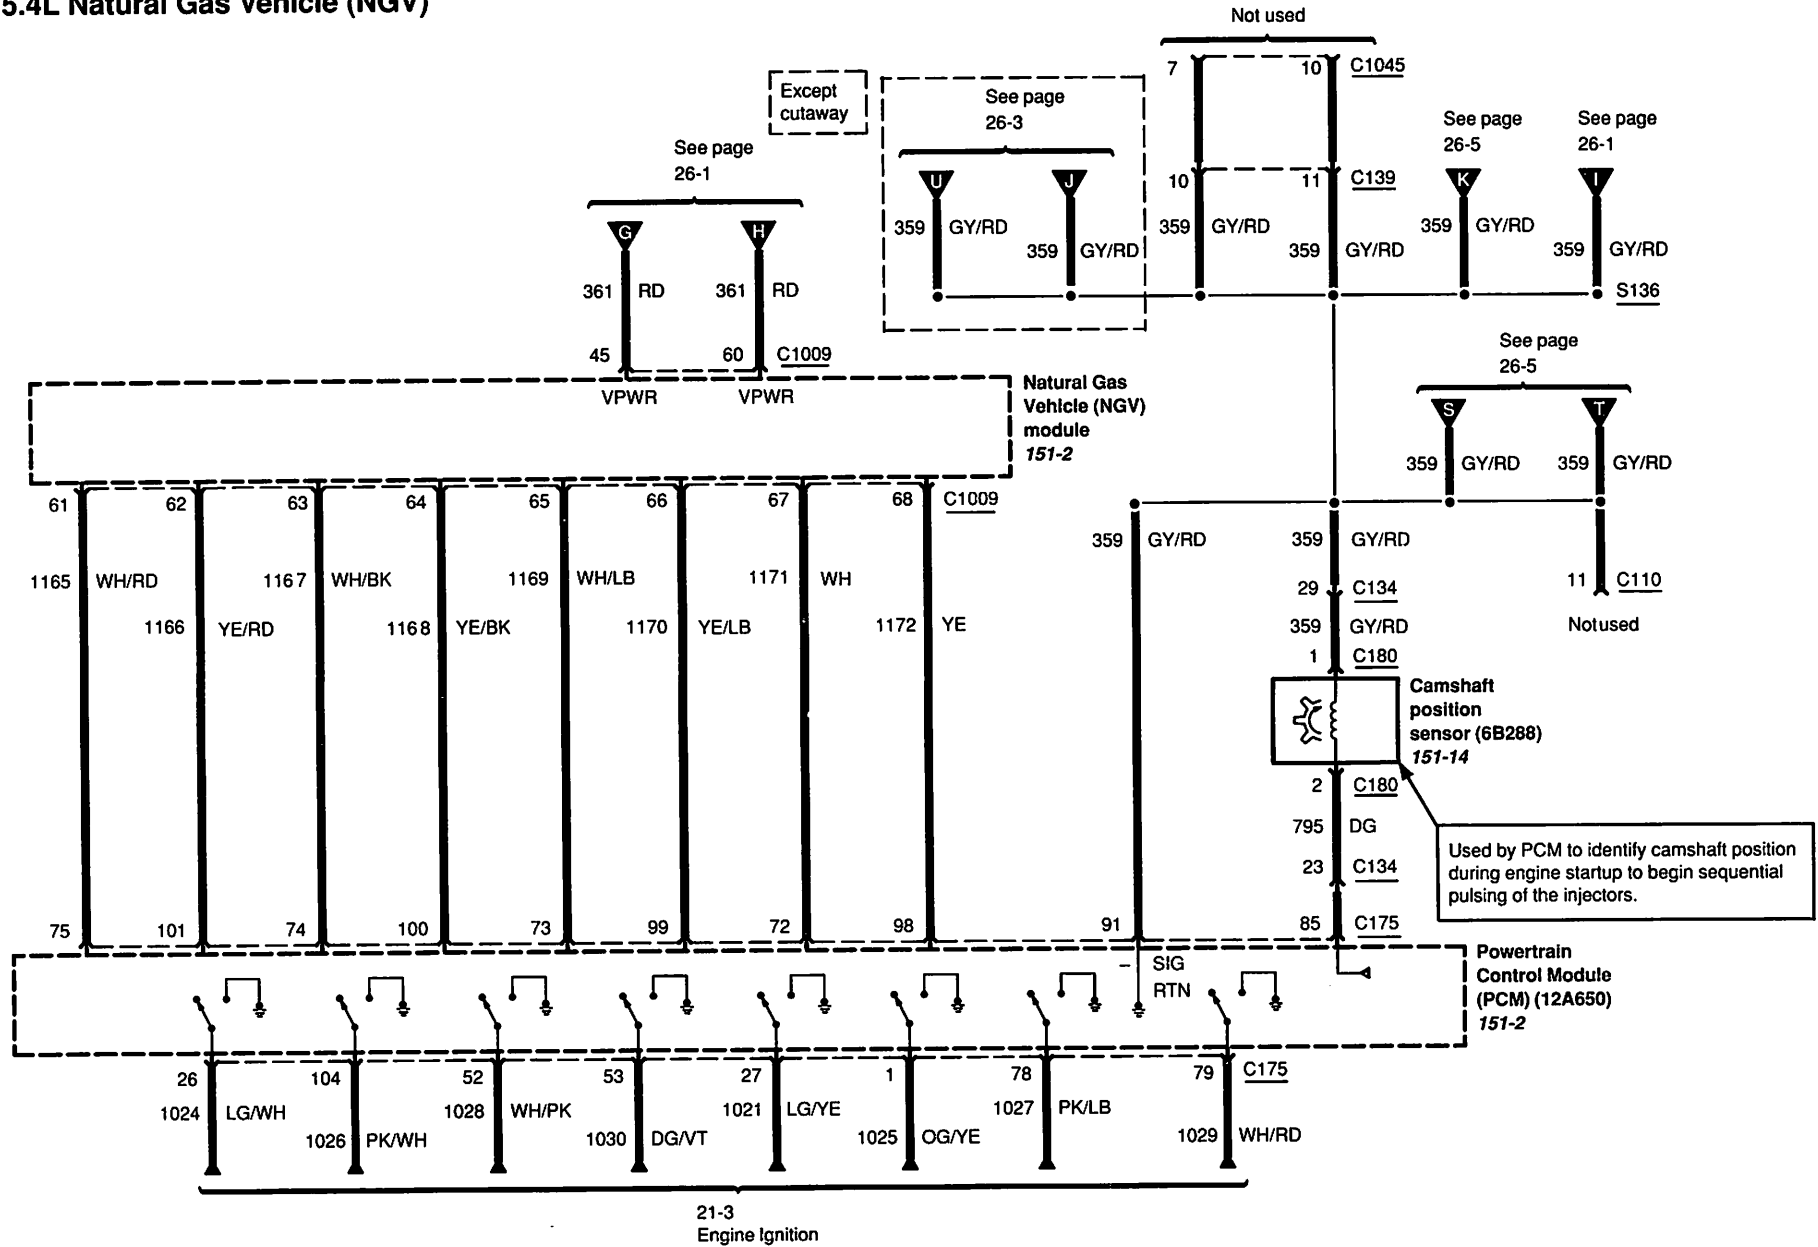 5.4L Natural Gas Vehicle (NGV)
Not used
7 10 C1045
Except
cutaway
See page
26-3
See page
26-5
See page
26-1
See page
26-1
U J
10 11 C139
K I
359 GY/RD
359 GY/RD
359 GY/RD
359 GY/RD
359 GY/RD
359 GY/RD
S136
G H
361 RD
361 RD
45 60 C1009
VPWR VPWR
Natural Gas
Vehicle (NGV)
module
151-2
See page
26-5
S T
359 GY/RD
359 GY/RD
61 62 63 64 65 66 67 68 C1009
1165 WH/RD
1166 YE/RD
1167 WH/BK
1168 YE/BK
1169 WH/LB
1170 YE/LB
1171 WH
1172 YE
359 GY/RD
359 GY/RD
29 C134
359 GY/RD
1 C180
11 C110
Not used
Camshaft
position
sensor (6B288)
151-14
2 C180
795 DG
23 C134
Used by PCM to identify camshaft position
during engine startup to begin sequential
pulsing of the injectors.
75 101 74 100 73 99 72 98 91 85 C175
– SIG
RTN
Powertrain
Control Module
(PCM) (12A650)
151-2
26 104 52 53 27 1 78 79 C175
1024 LG/WH
1026 PK/WH
1028 WH/PK
1030 DG/VT
1021 LG/YE
1025 OG/YE
1027 PK/LB
1029 WH/RD
21-3
Engine Ignition